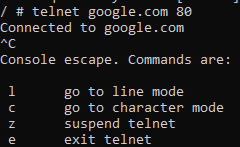 / # telnet google.com 80
Connected to google.com
^C
Console escape. Commands are:
l go to line mode
c go to character mode
z suspend telnet
e exit telnet